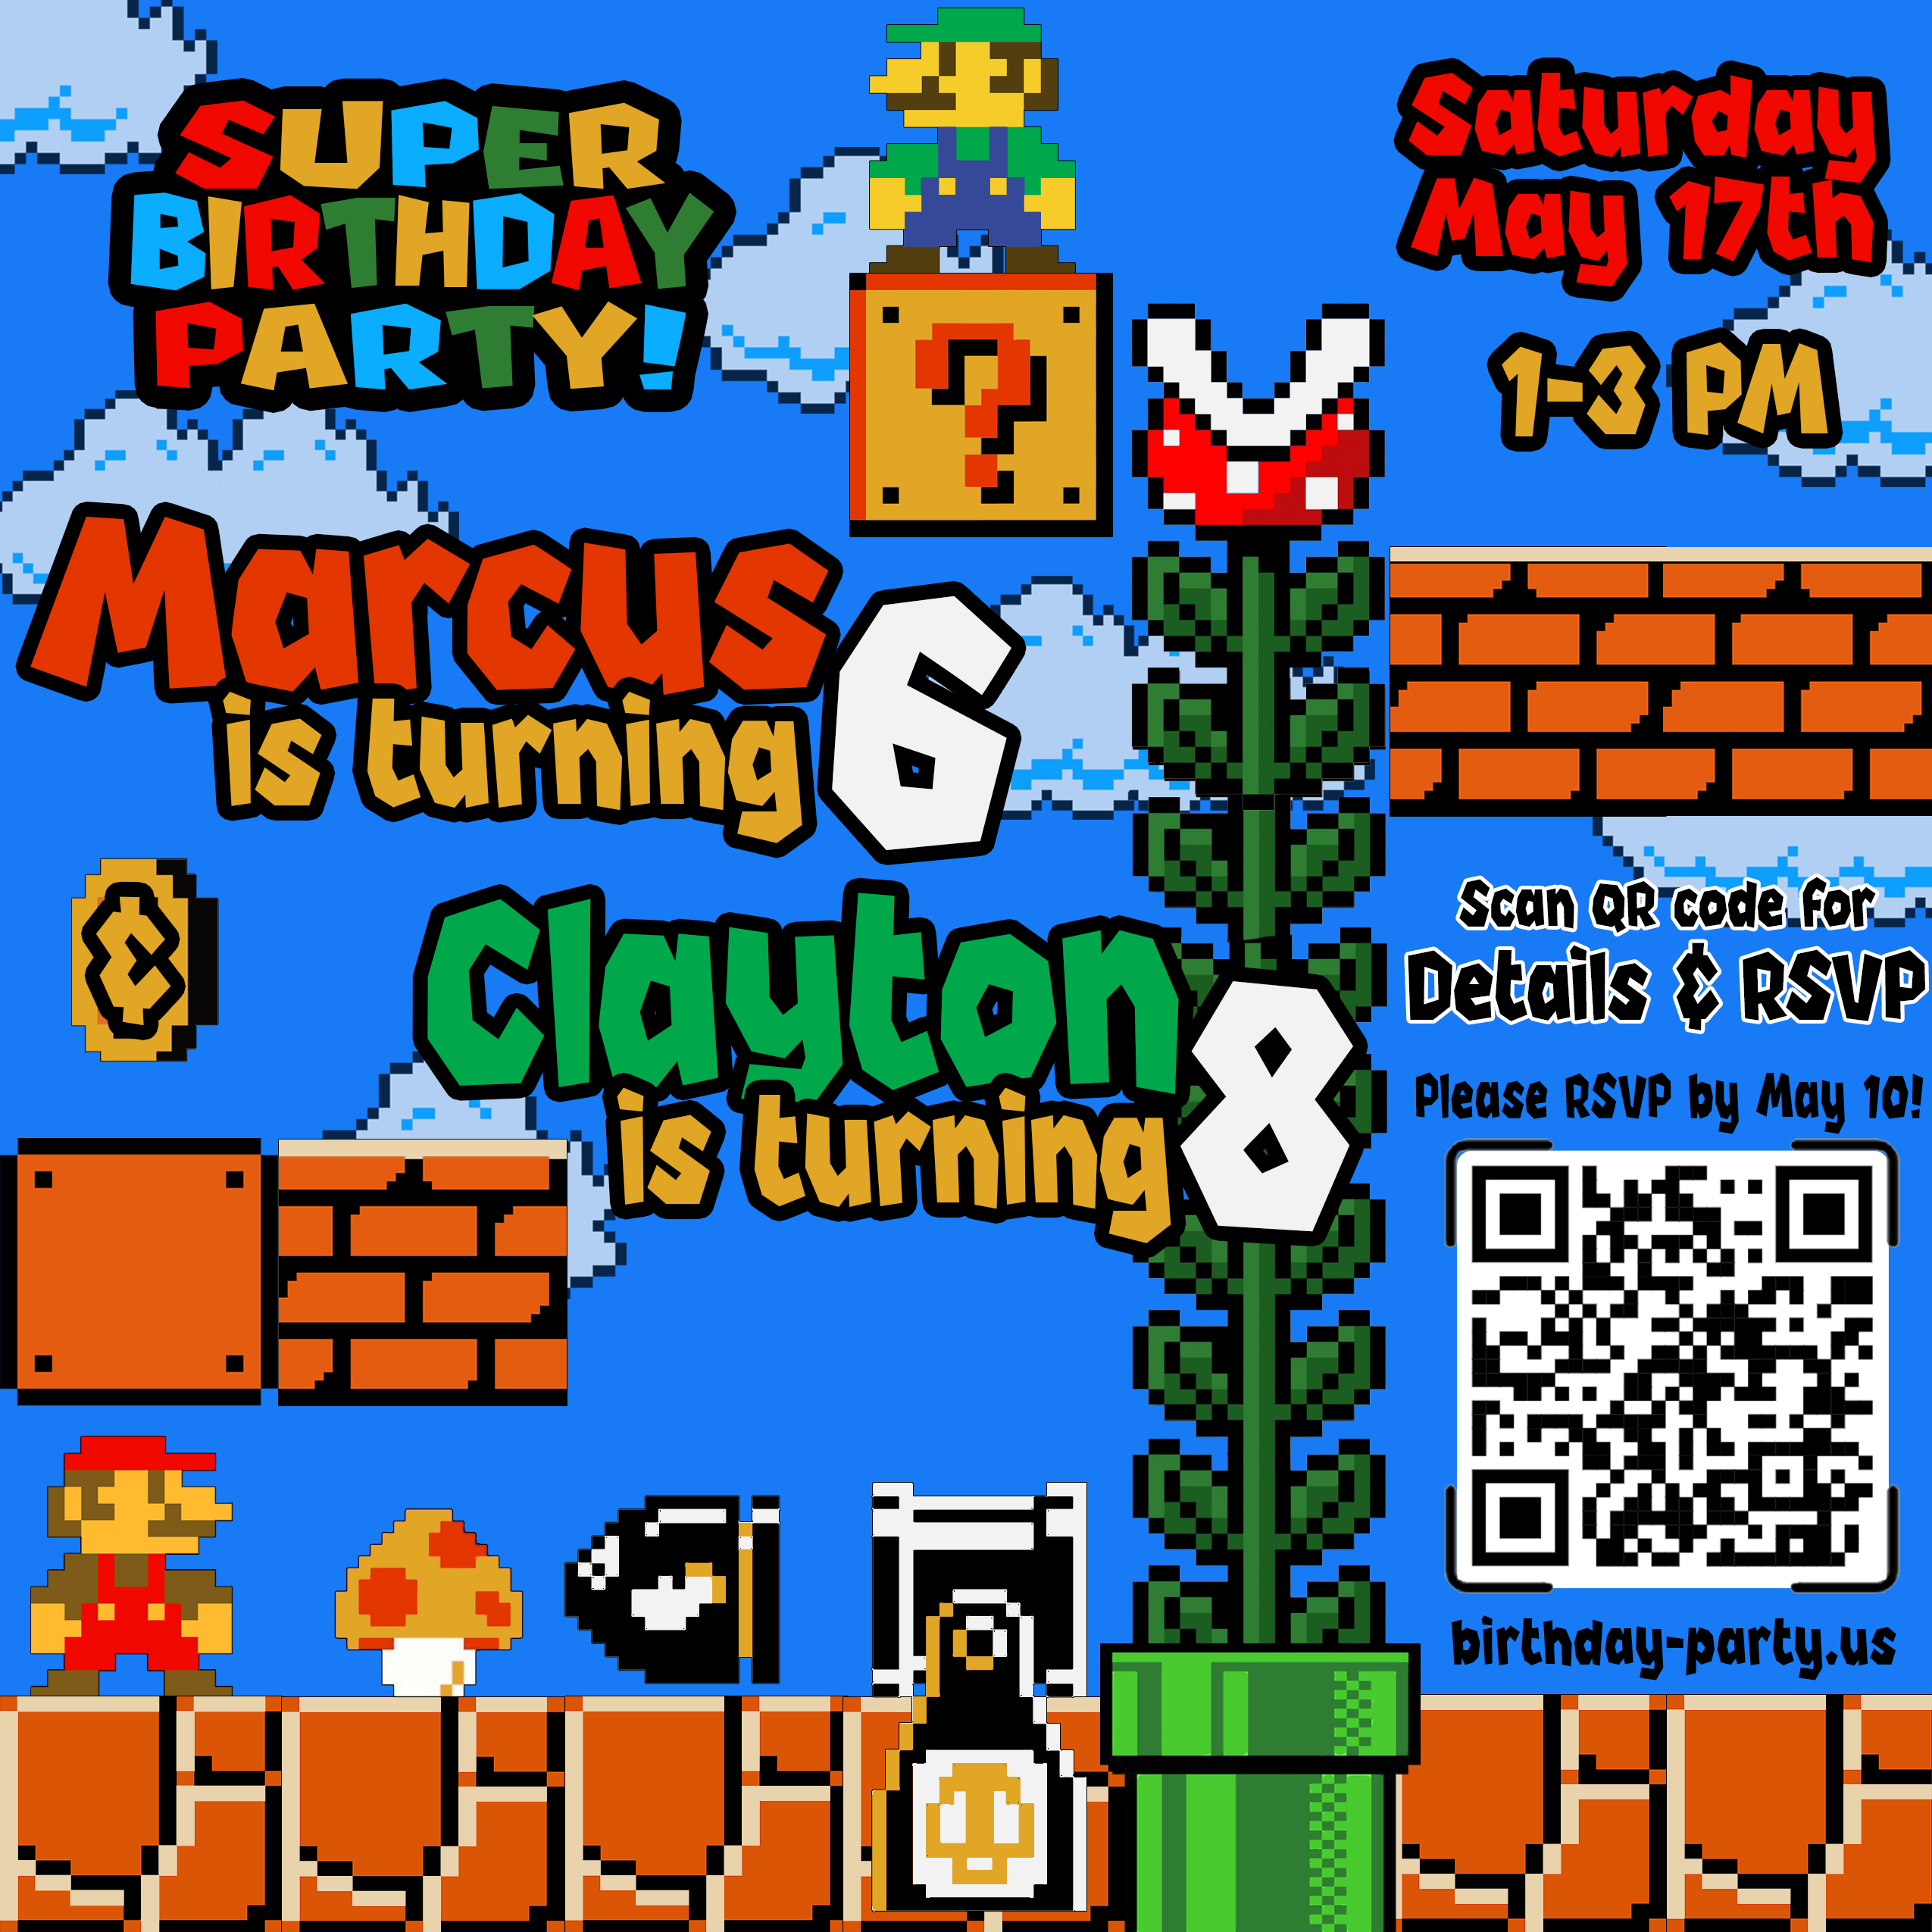 SUPER
BIRTHDAY
PARTY!
Saturday
May 17th
1-3 PM
?
Marcus
is turning
6
&
Clayton
is turning
8
Scan QR code for
Details & RSVP
Please RSVP by May 10!
birthday-party.us